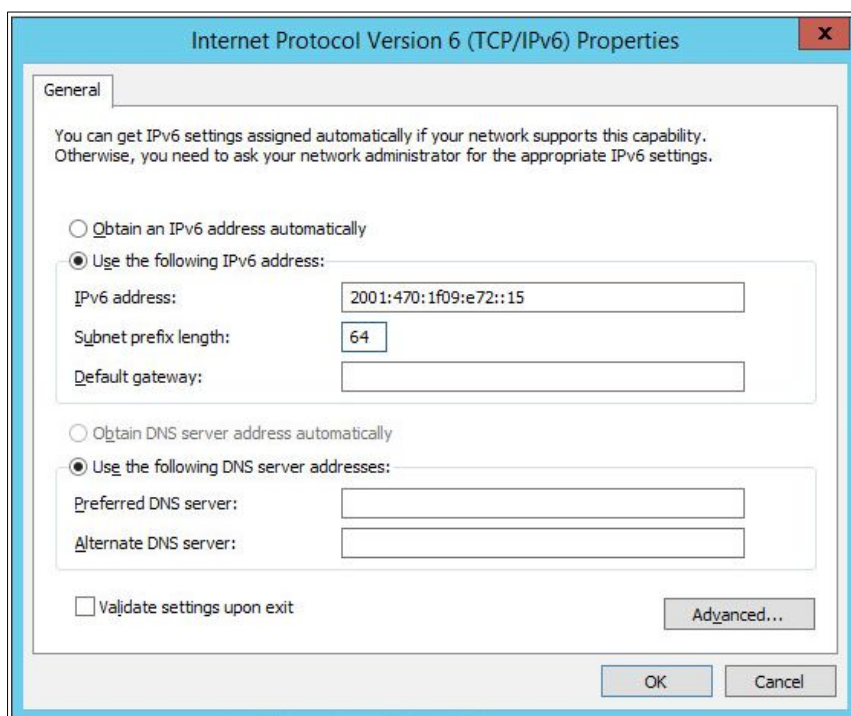 Internet Protocol Version 6 (TCP/IPv6) Properties
x
General
You can get IPv6 settings assigned automatically if your network supports this capability.
Otherwise, you need to ask your network administrator for the appropriate IPv6 settings.
Obtain an IPv6 address automatically
Use the following IPv6 address:
IPv6 address: 2001:470:1f09:e72::15
Subnet prefix length: 64
Default gateway:
Obtain DNS server address automatically
Use the following DNS server addresses:
Preferred DNS server:
Alternate DNS server:
Validate settings upon exit
Advanced...
OK Cancel